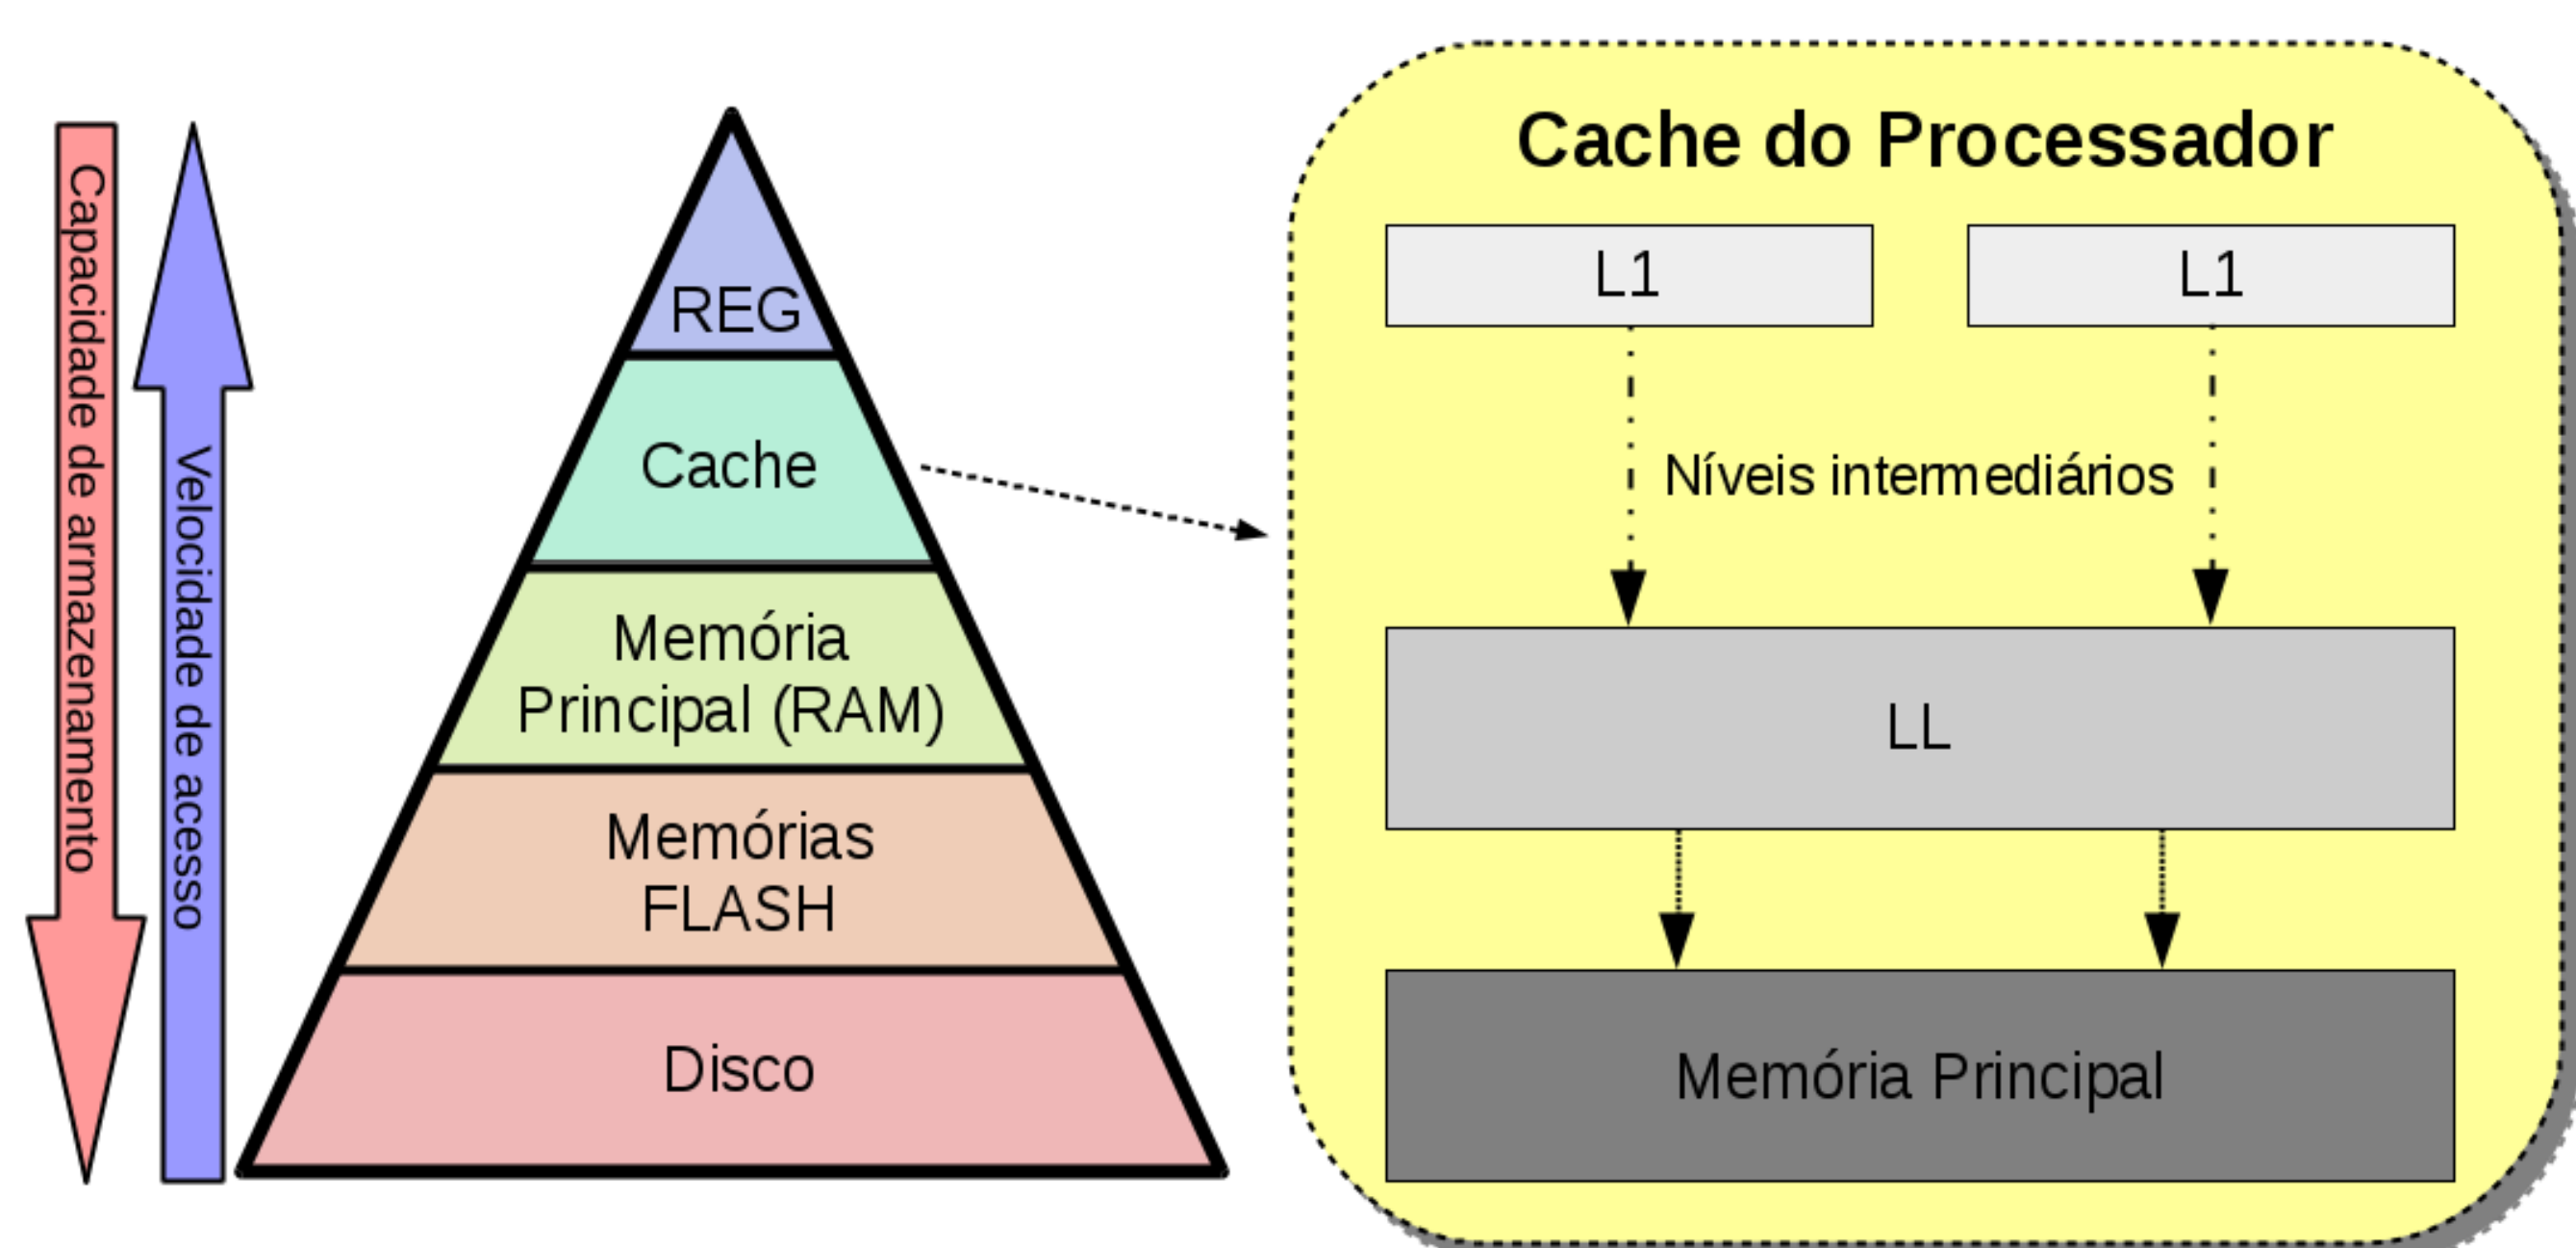 Capacidade de armazenamento
Velocidade de acesso
REG
Cache
Memória
Principal (RAM)
Memórias
FLASH
Disco
Cache do Processador
L1
L1
Níveis intermediários
LL
Memória Principal